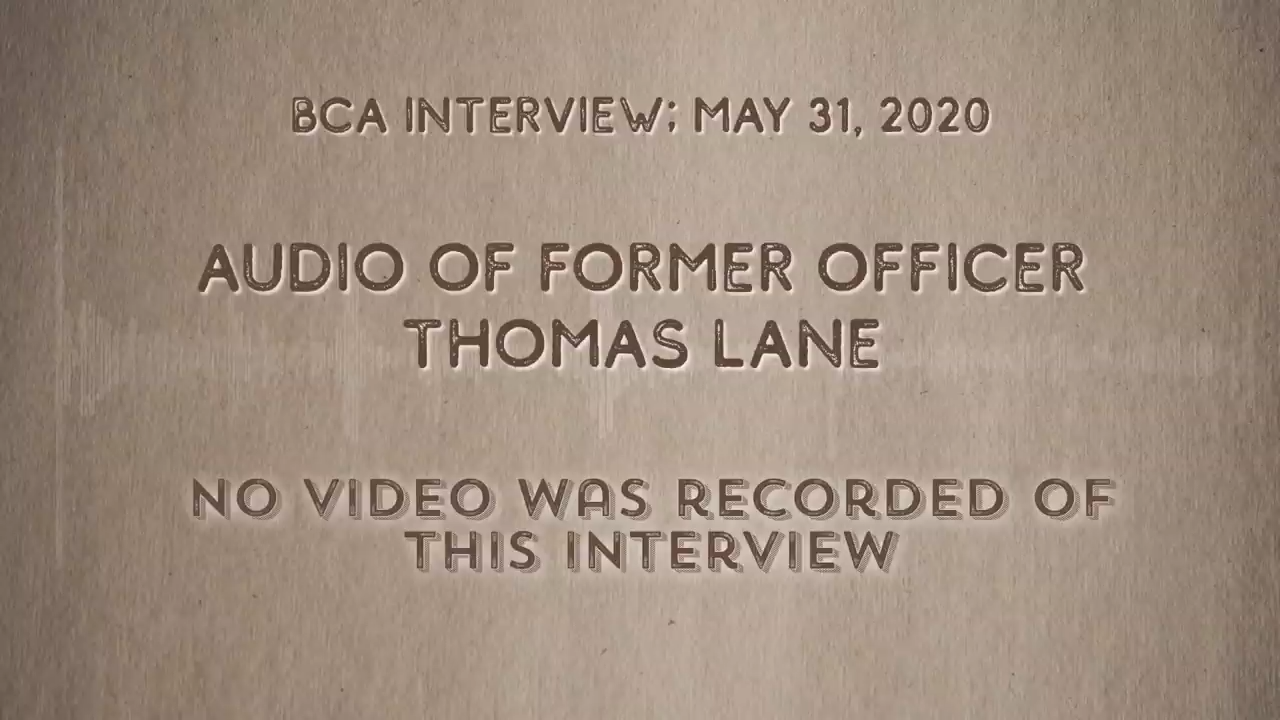 BCA INTERVIEW; MAY 31, 2020
AUDIO OF FORMER OFFICER
THOMAS LANE
NO VIDEO WAS RECORDED OF
THIS INTERVIEW